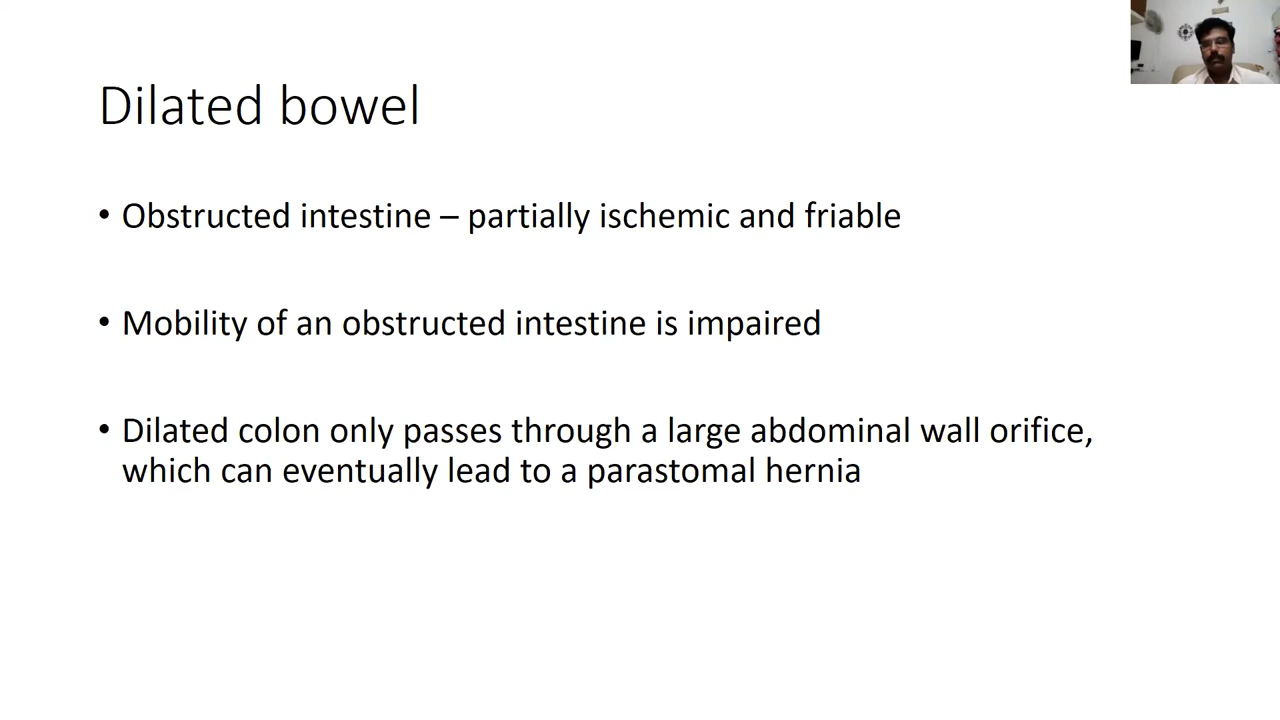 Dilated bowel
• Obstructed intestine – partially ischemic and friable
• Mobility of an obstructed intestine is impaired
• Dilated colon only passes through a large abdominal wall orifice,
which can eventually lead to a parastomal hernia